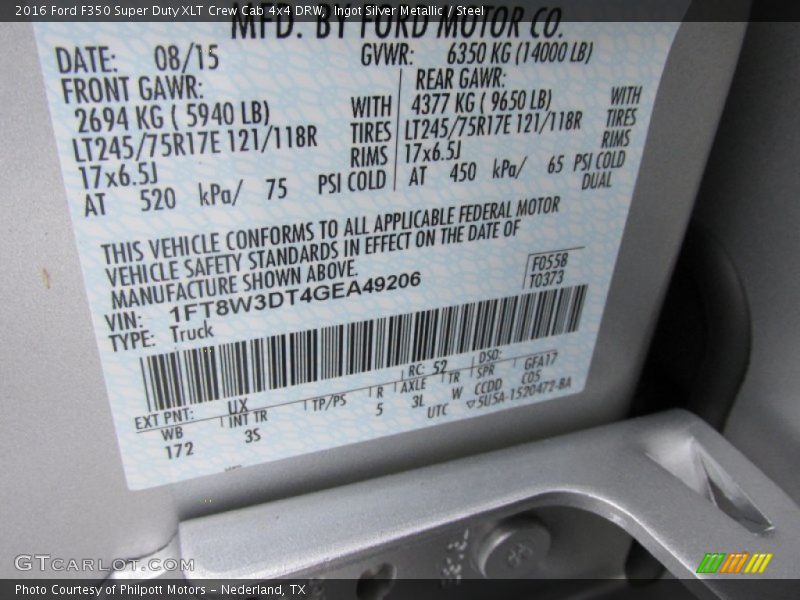 2016 Ford F350 Super Duty XLT Crew Cab 4x4 DRW, Ingot Silver Metallic / Steel
MFD. BY FORD MOTOR CO.
DATE: 08/15 GVWR: 6350 KG (14000 LB)
FRONT GAWR: REAR GAWR:
2694 KG ( 5940 LB) WITH 4377 KG ( 9650 LB) WITH
LT245/75R17E 121/118R TIRES LT245/75R17E 121/118R TIRES
17x6.5J RIMS 17x6.5J RIMS
AT 520 kPa/ 75 PSI COLD AT 450 kPa/ 65 PSI COLD
DUAL
THIS VEHICLE CONFORMS TO ALL APPLICABLE FEDERAL MOTOR
VEHICLE SAFETY STANDARDS IN EFFECT ON THE DATE OF
MANUFACTURE SHOWN ABOVE.
VIN: 1FT8W3DT4GEA49206 F0558
TYPE: Truck T0373
EXT PNT: UX RC: 52 DSO:
WB INT TR TP/PS R AXLE TR SPR GFA17
172 3S 5 3L W CCDD C05
UTC ▽5U5A-1520472-BA
GTCarLot.com
Photo Courtesy of Philpott Motors – Nederland, TX